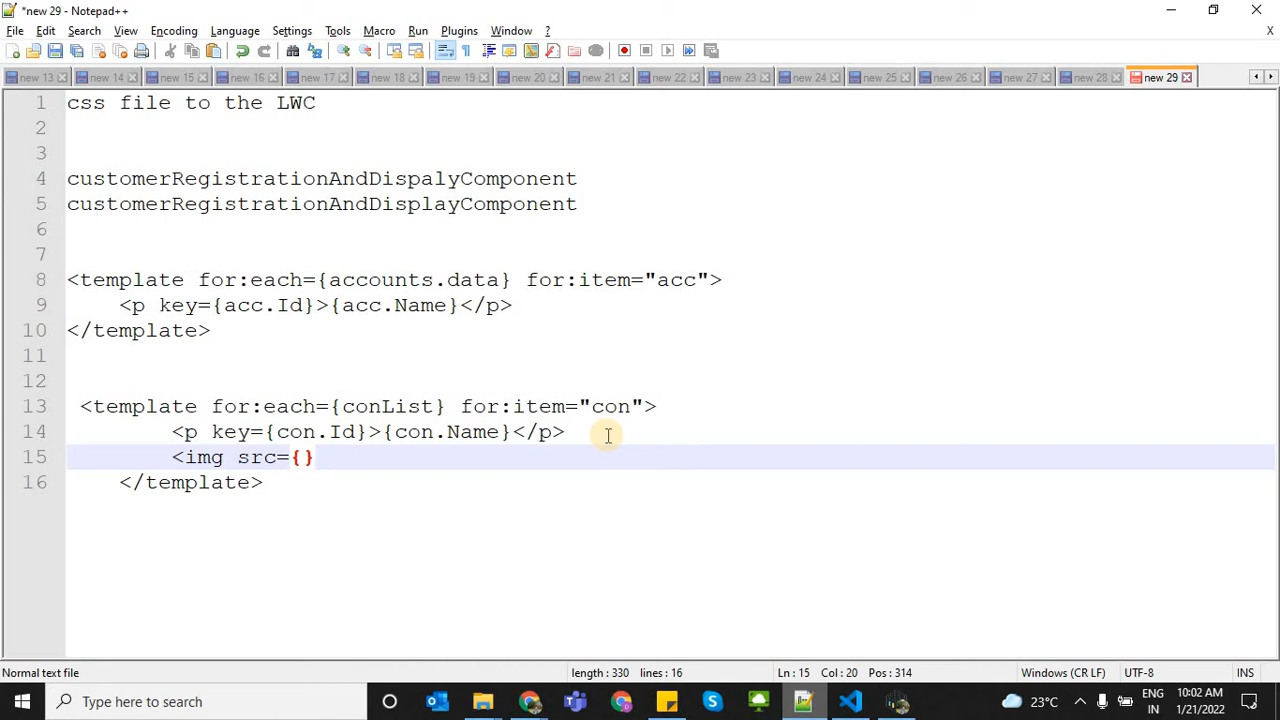 *new 29 - Notepad++
File Edit Search View Encoding Language Settings Tools Macro Run Plugins Window ?
X
new 13 new 14 new 15 new 16 new 17 new 18 new 19 new 20 new 21 new 22 new 23 new 24 new 25 new 26 new 27 new 28 new 29
1 css file to the LWC
2
3
4 customerRegistrationAndDispalyComponent
5 customerRegistrationAndDisplayComponent
6
7
8 <template for:each={accounts.data} for:item="acc">
9 <p key={acc.Id}>{acc.Name}</p>
10 </template>
11
12
13 <template for:each={conList} for:item="con">
14 <p key={con.Id}>{con.Name}</p>
15 <img src={}
16 </template>
Normal text file length : 330 lines : 16 Ln : 15 Col : 20 Pos : 314 Windows (CR LF) UTF-8 INS
Type here to search 23°C ENG 10:02 AM
IN 1/21/2022